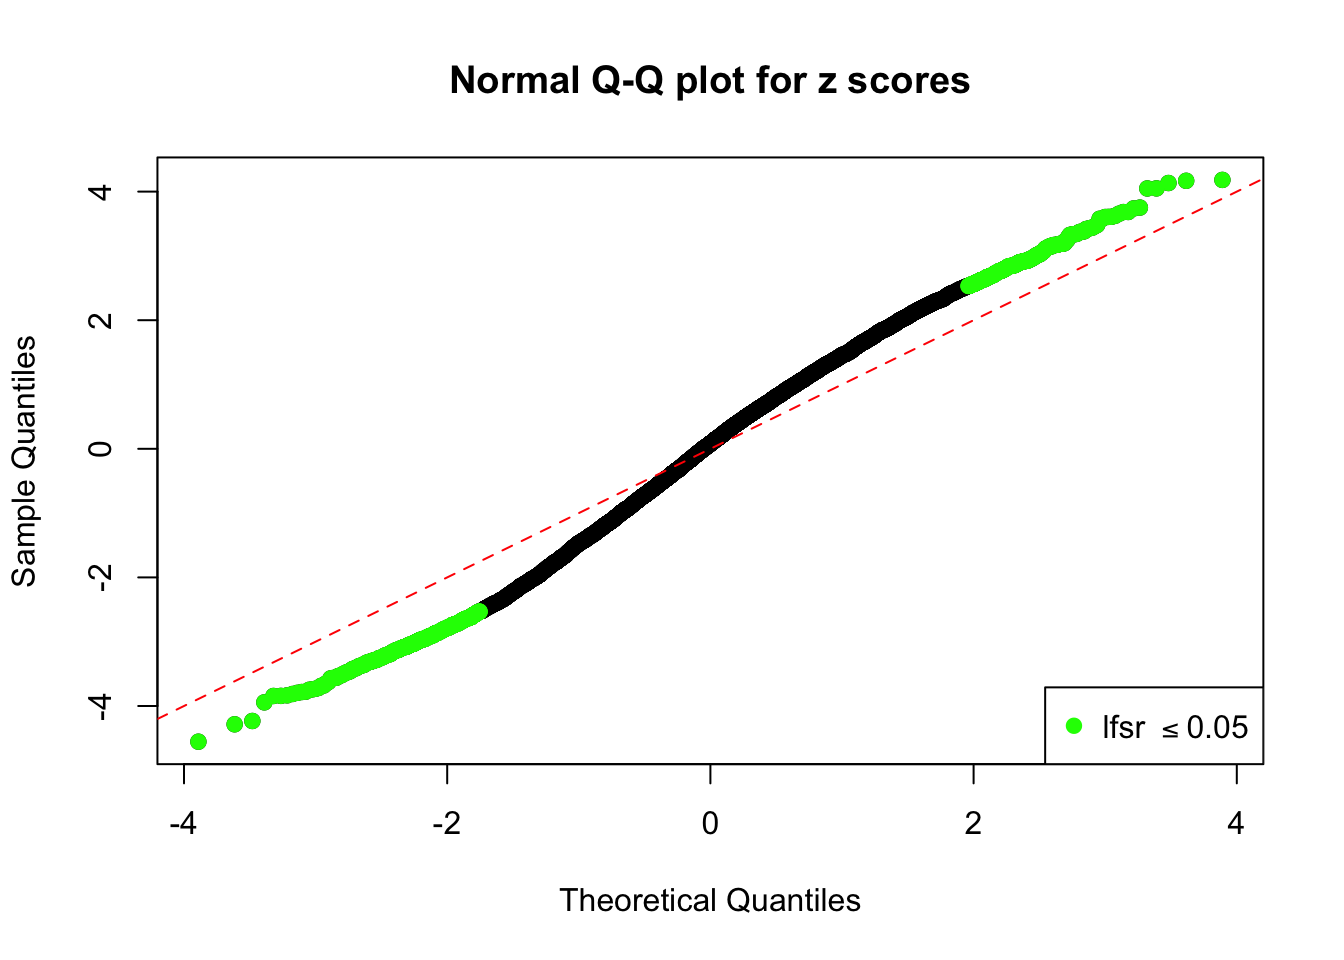 Normal Q-Q plot for z scores
4
2
0
-2
-4
Sample Quantiles
lfsr ≤ 0.05
-4 -2 0 2 4
Theoretical Quantiles